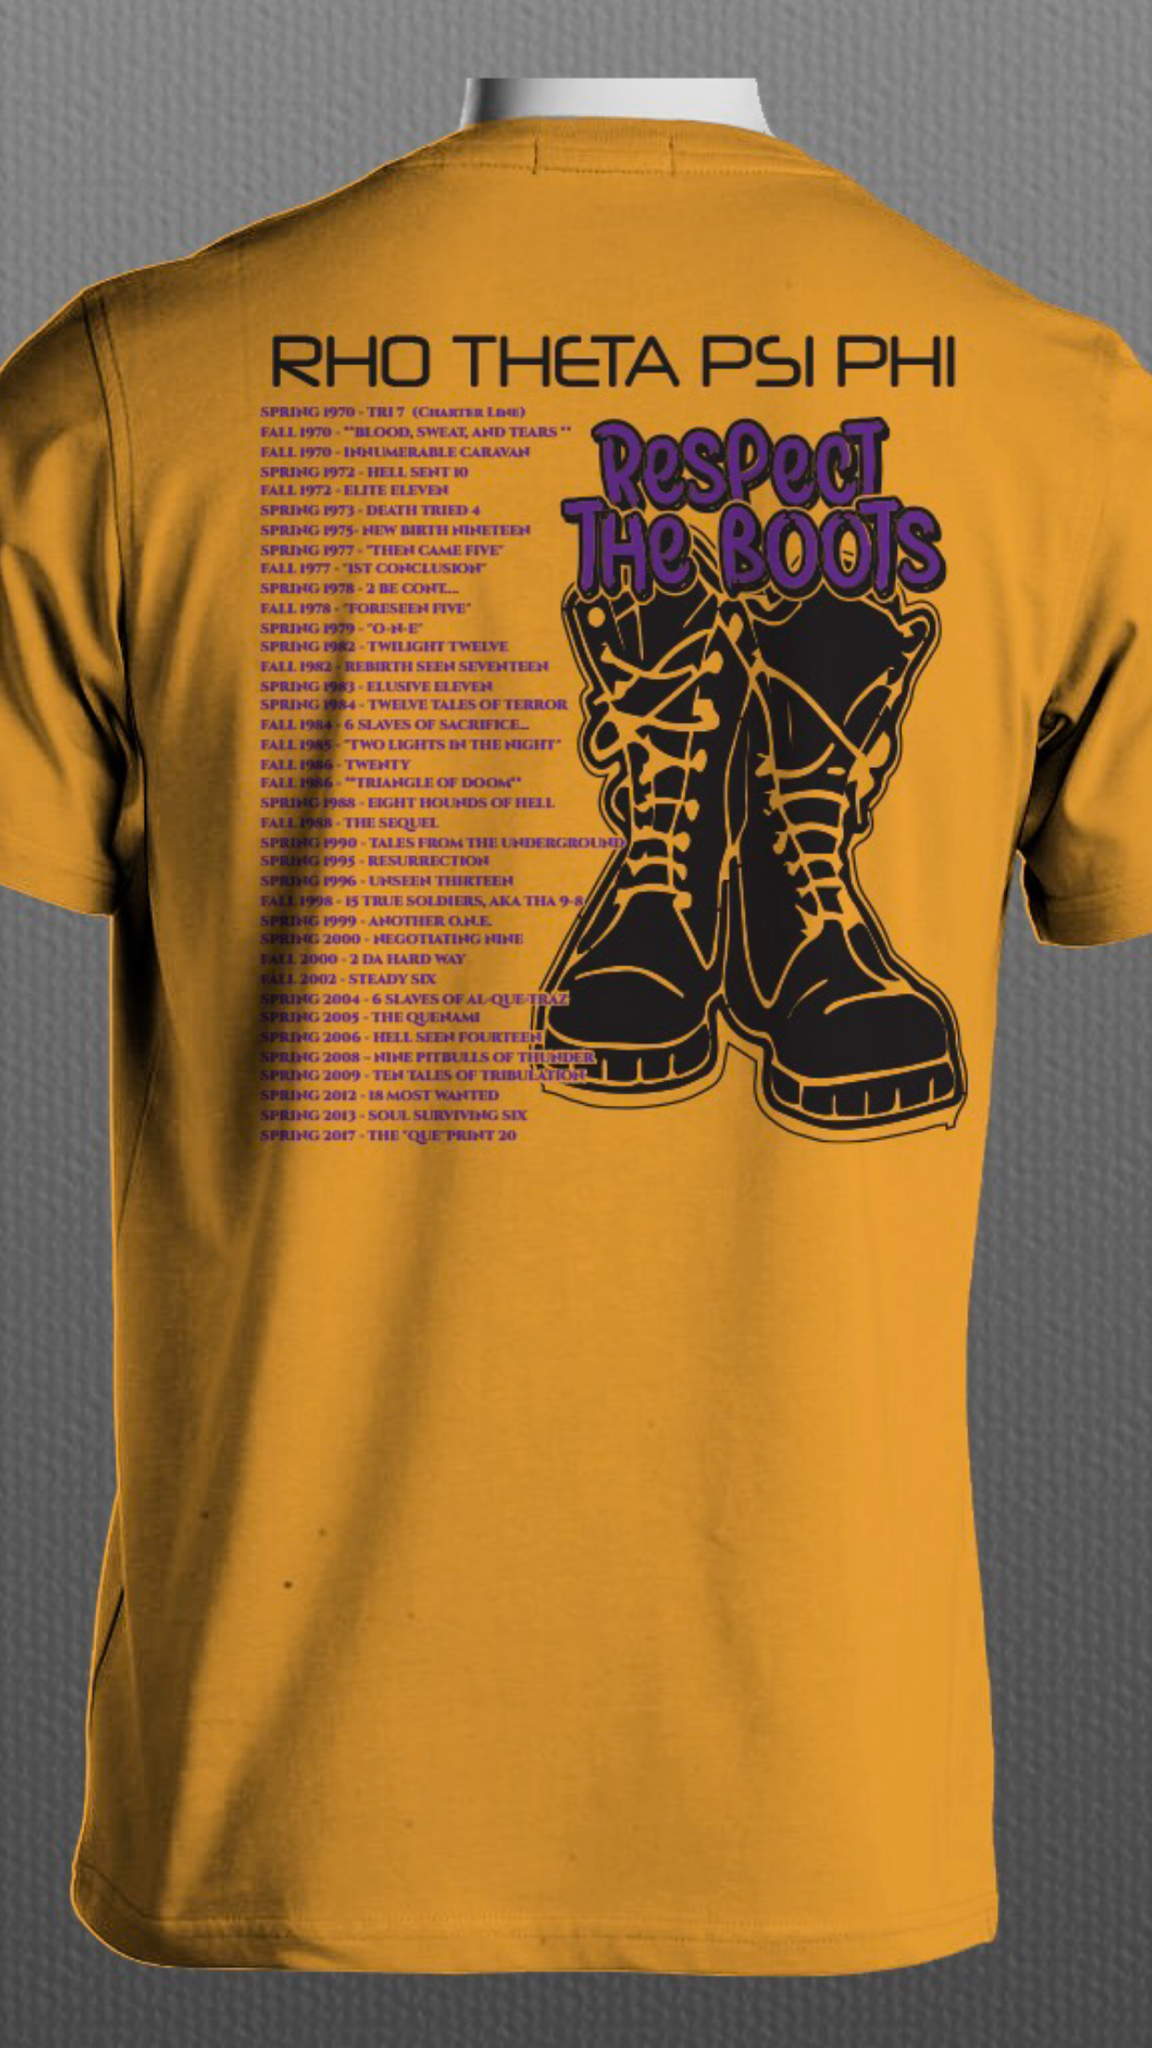 RHO THETA PSI PHI
SPRING 1970 - TRI 7 (CHARTER LINE)
FALL 1970 - "BLOOD, SWEAT, AND TEARS "
FALL 1970 - INNUMERABLE CARAVAN
SPRING 1972 - HELL SENT 10
FALL 1972 - ELITE ELEVEN
SPRING 1973 - DEATH TRIED 4
SPRING 1975- NEW BIRTH NINETEEN
SPRING 1977 - "THEN CAME FIVE"
FALL 1977 - "1ST CONCLUSION"
SPRING 1978 - 2 BE CONT....
FALL 1978 - "FORESEEN FIVE"
SPRING 1979 - "O-N-E"
SPRING 1982 - TWILIGHT TWELVE
FALL 1982 - REBIRTH SEEN SEVENTEEN
SPRING 1983 - ELUSIVE ELEVEN
SPRING 1984 - TWELVE TALES OF TERROR
FALL 1984 - 6 SLAVES OF SACRIFICE...
FALL 1985 - "TWO LIGHTS IN THE NIGHT"
FALL 1986 - TWENTY
FALL 1986 - "TRIANGLE OF DOOM"
SPRING 1988 - EIGHT HOUNDS OF HELL
FALL 1988 - THE SEQUEL
SPRING 1990 - TALES FROM THE UNDERGROUND
SPRING 1995 - RESURRECTION
SPRING 1996 - UNSEEN THIRTEEN
FALL 1998 - 15 TRUE SOLDIERS, AKA THA 9-8
SPRING 1999 - ANOTHER O.N.E.
SPRING 2000 - NEGOTIATING NINE
FALL 2000 - 2 DA HARD WAY
FALL 2002 - STEADY SIX
SPRING 2004 - 6 SLAVES OF AL-QUE-TRAZ
SPRING 2005 - THE QUENAMI
SPRING 2006 - HELL SEEN FOURTEEN
SPRING 2008 - NINE PITBULLS OF THUNDER
SPRING 2009 - TEN TALES OF TRIBULATION
SPRING 2012 - 18 MOST WANTED
SPRING 2013 - SOUL SURVIVING SIX
SPRING 2017 - THE "QUE"PRINT 20
ReSPecT
THe BOOTS